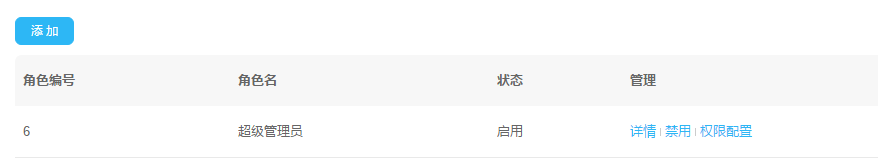 添加
角色编号 角色名 状态 管理
6 超级管理员 启用 详情 | 禁用 | 权限配置